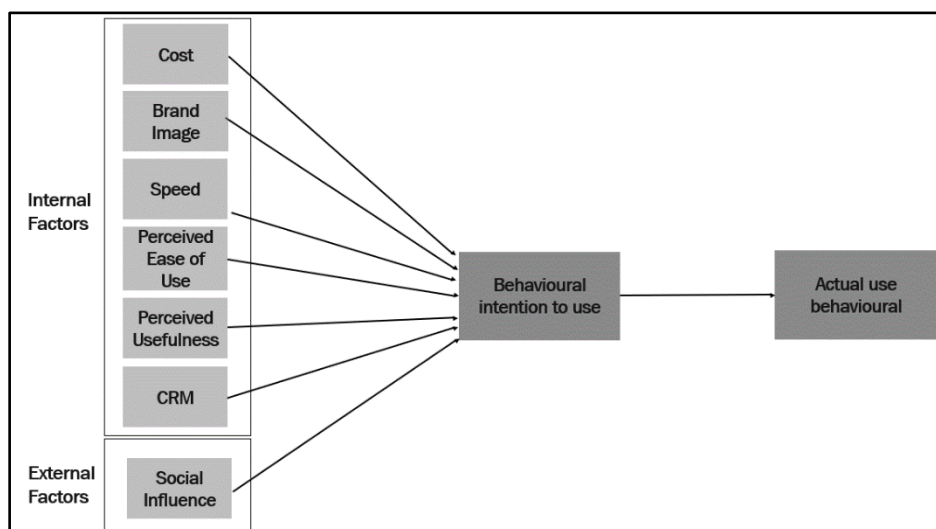 Cost
Brand
Image
Speed
Internal
Factors
Perceived
Ease of
Use
Perceived
Usefulness
CRM
External
Factors
Social
Influence
Behavioural
intention to use
Actual use
behavioural